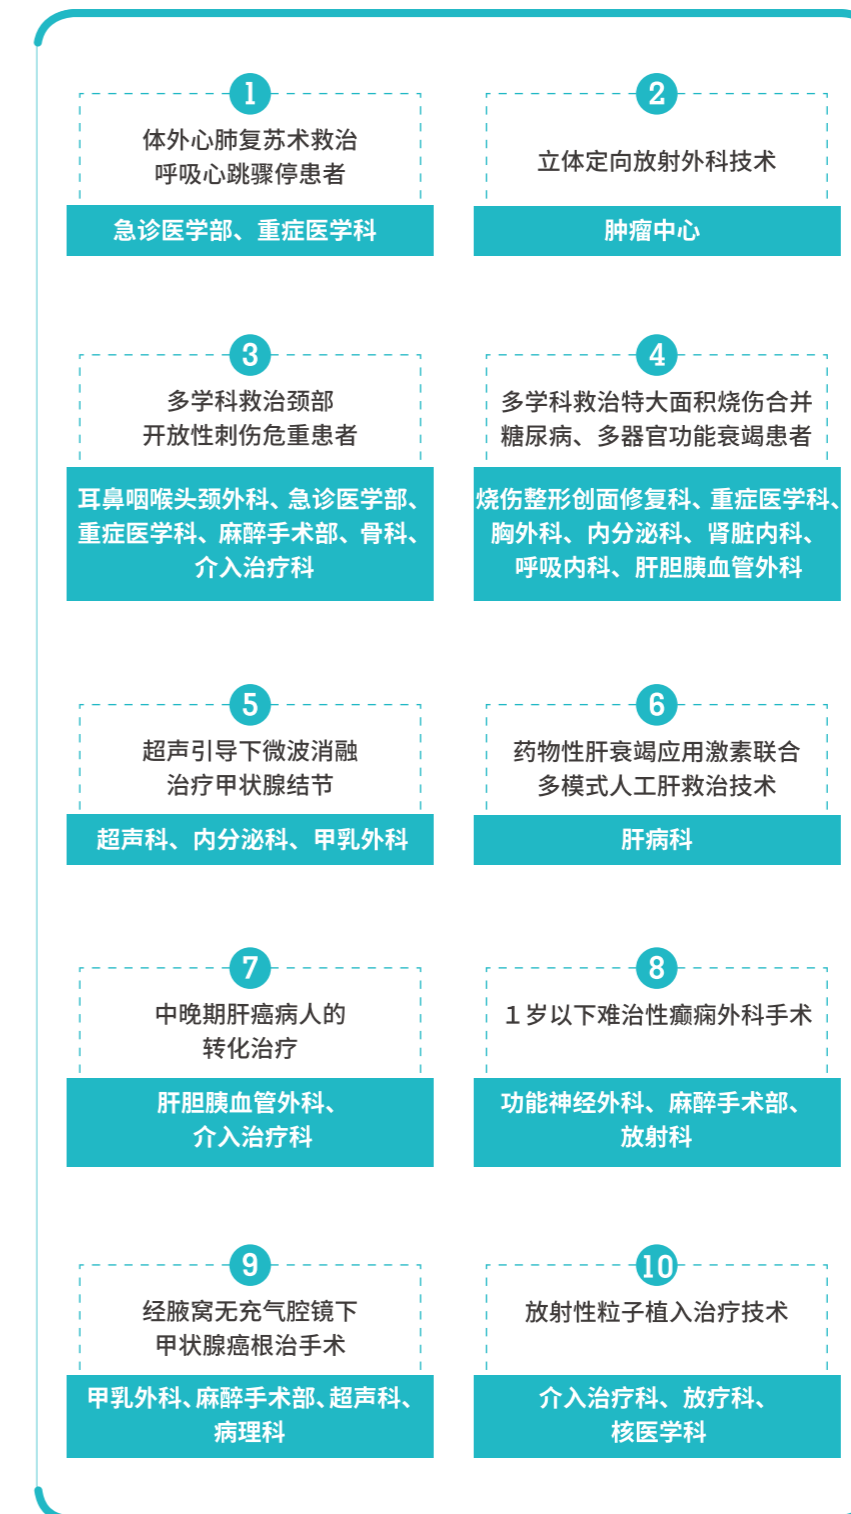 1
体外心肺复苏术救治
呼吸心跳骤停患者
急诊医学部、重症医学科
2
立体定向放射外科技术
肿瘤中心
3
多学科救治颈部
开放性刺伤危重患者
耳鼻咽喉头颈外科、急诊医学部、
重症医学科、麻醉手术部、骨科、
介入治疗科
4
多学科救治特大面积烧伤合并
糖尿病、多器官功能衰竭患者
烧伤整形创面修复科、重症医学科、
胸外科、内分泌科、肾脏内科、
呼吸内科、肝胆胰血管外科
5
超声引导下微波消融
治疗甲状腺结节
超声科、内分泌科、甲乳外科
6
药物性肝衰竭应用激素联合
多模式人工肝救治技术
肝病科
7
中晚期肝癌病人的
转化治疗
肝胆胰血管外科、
介入治疗科
8
１岁以下难治性癫痫外科手术
功能神经外科、麻醉手术部、
放射科
9
经腋窝无充气腔镜下
甲状腺癌根治手术
甲乳外科、麻醉手术部、超声科、
病理科
10
放射性粒子植入治疗技术
介入治疗科、放疗科、
核医学科